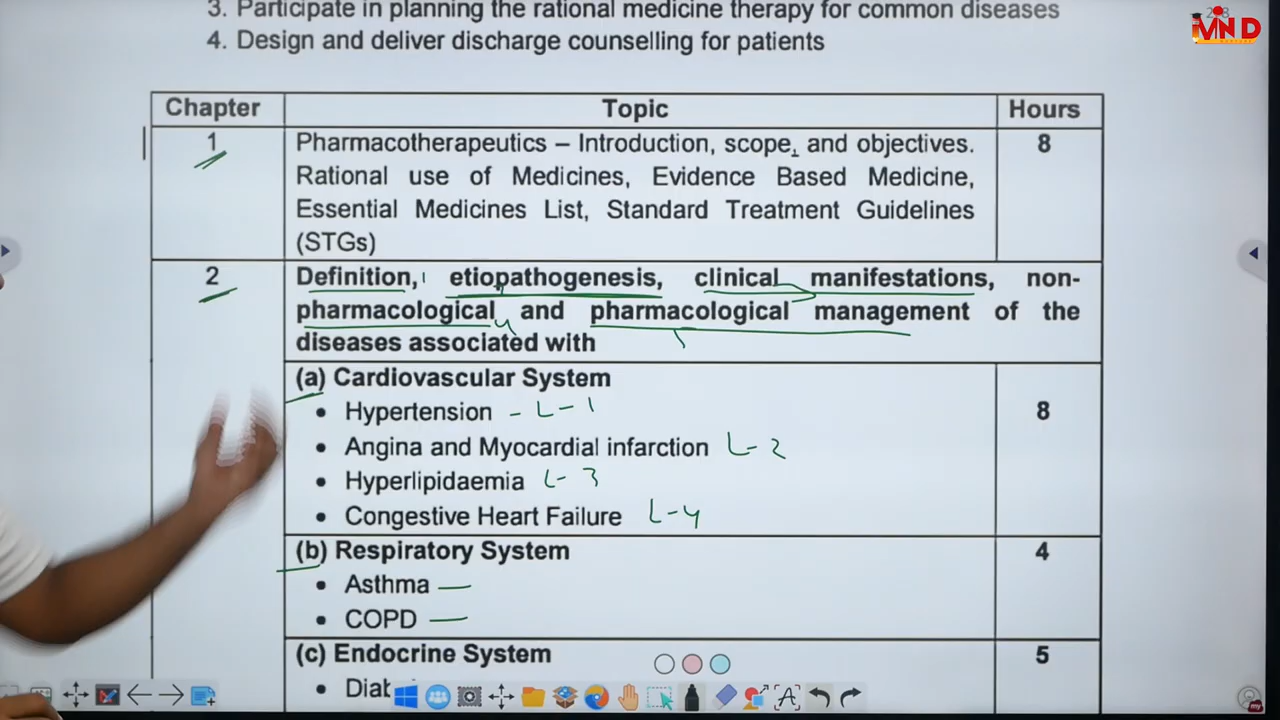 3. Participate in planning the rational medicine therapy for common diseases
4. Design and deliver discharge counselling for patients
Chapter Topic Hours
1 Pharmacotherapeutics – Introduction, scope, and objectives. 8
Rational use of Medicines, Evidence Based Medicine,
Essential Medicines List, Standard Treatment Guidelines
(STGs)
2 Definition, etiopathogenesis, clinical manifestations, non-
pharmacological and pharmacological management of the
diseases associated with
(a) Cardiovascular System
• Hypertension - L-1 8
• Angina and Myocardial infarction L-2
• Hyperlipidaemia L-3
• Congestive Heart Failure L-4
(b) Respiratory System 4
• Asthma —
• COPD —
(c) Endocrine System 5